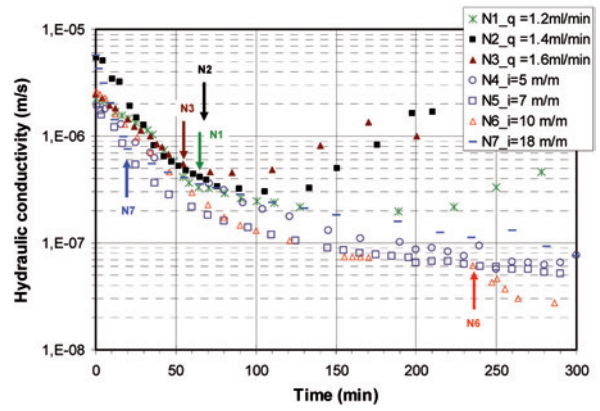 1,E-05
1,E-06
1,E-07
1,E-08
Hydraulic conductivity (m/s)
N1_q =1.2ml/min
N2_q =1.4ml/min
N3_q =1.6ml/min
N4_i=5 m/m
N5_i=7 m/m
N6_i=10 m/m
N7_i=18 m/m
N2
N3
N1
N7
N6
0 50 100 150 200 250 300
Time (min)